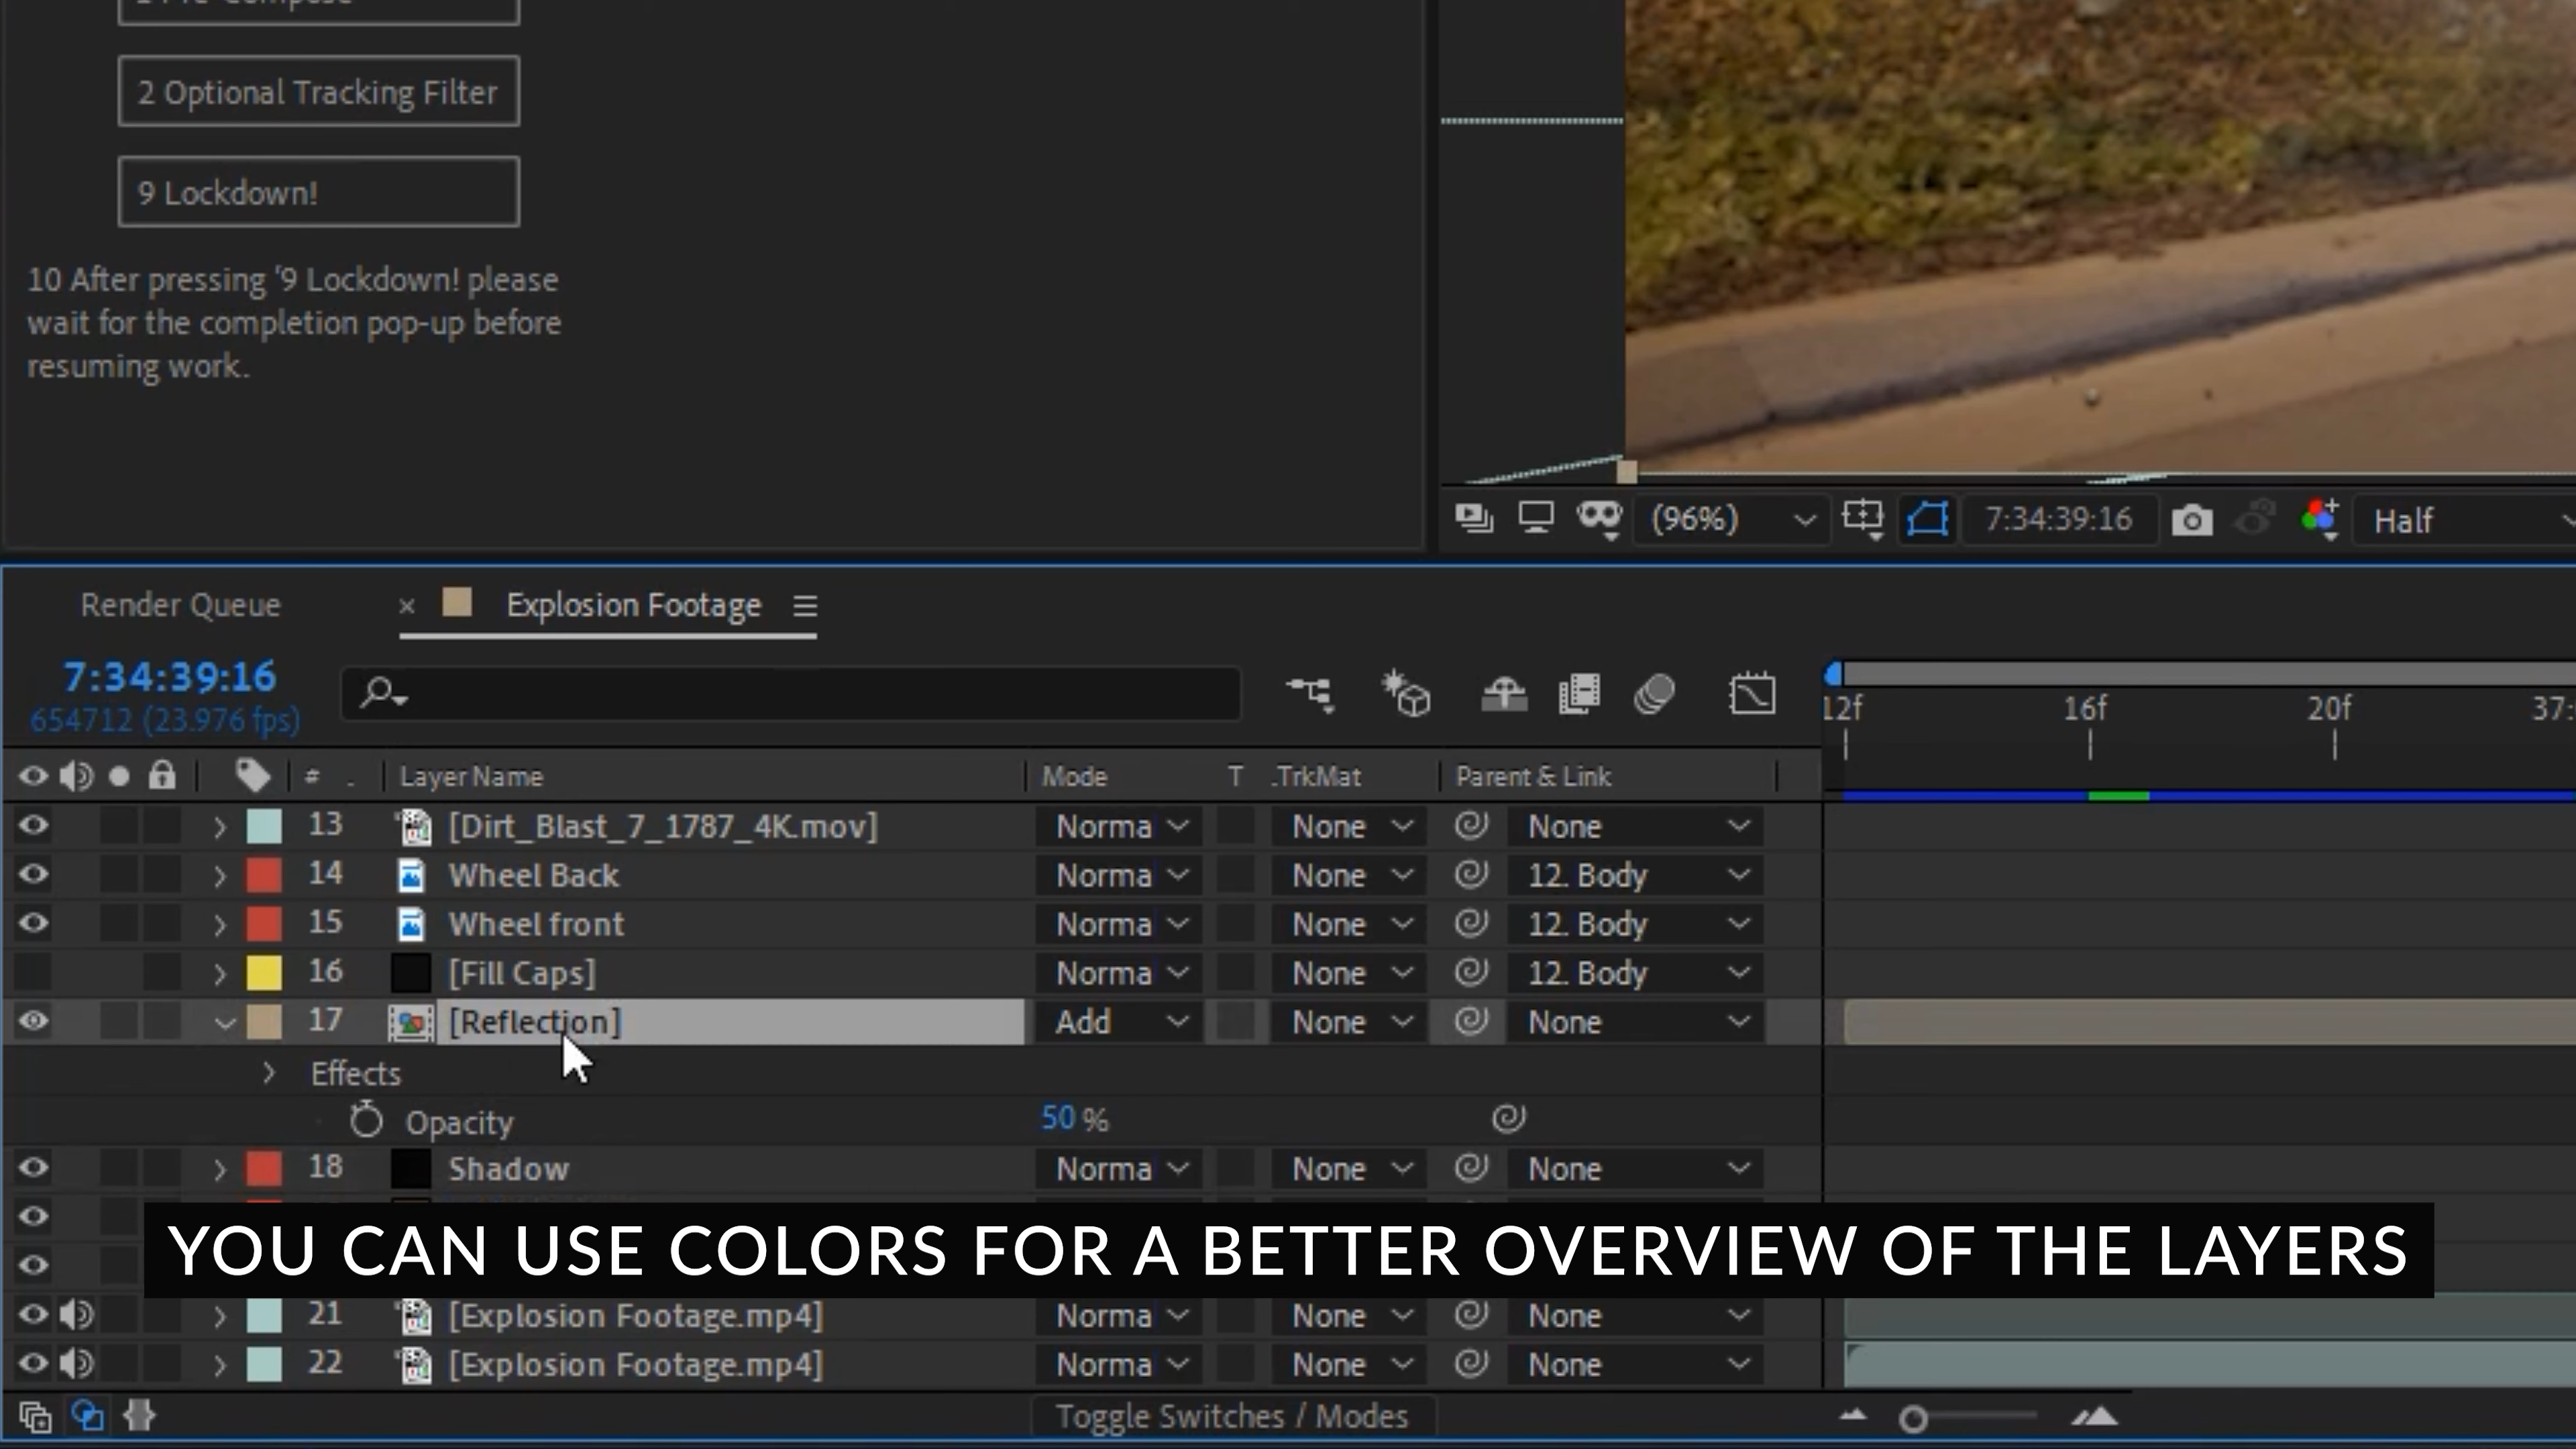 2 Optional Tracking Filter
9 Lockdown!
10 After pressing '9 Lockdown! please
wait for the completion pop-up before
resuming work.
(96%)
7:34:39:16
Half
Render Queue
× Explosion Footage
7:34:39:16
654712 (23.976 fps)
12f 16f 20f 37:
# . Layer Name Mode T .TrkMat Parent & Link
13 [Dirt_Blast_7_1787_4K.mov] Norma None None
14 Wheel Back Norma None 12. Body
15 Wheel front Norma None 12. Body
16 [Fill Caps] Norma None 12. Body
17 [Reflection] Add None None
Effects
Opacity 50 %
18 Shadow Norma None None
YOU CAN USE COLORS FOR A BETTER OVERVIEW OF THE LAYERS
21 [Explosion Footage.mp4] Norma None None
22 [Explosion Footage.mp4] Norma None None
Toggle Switches / Modes